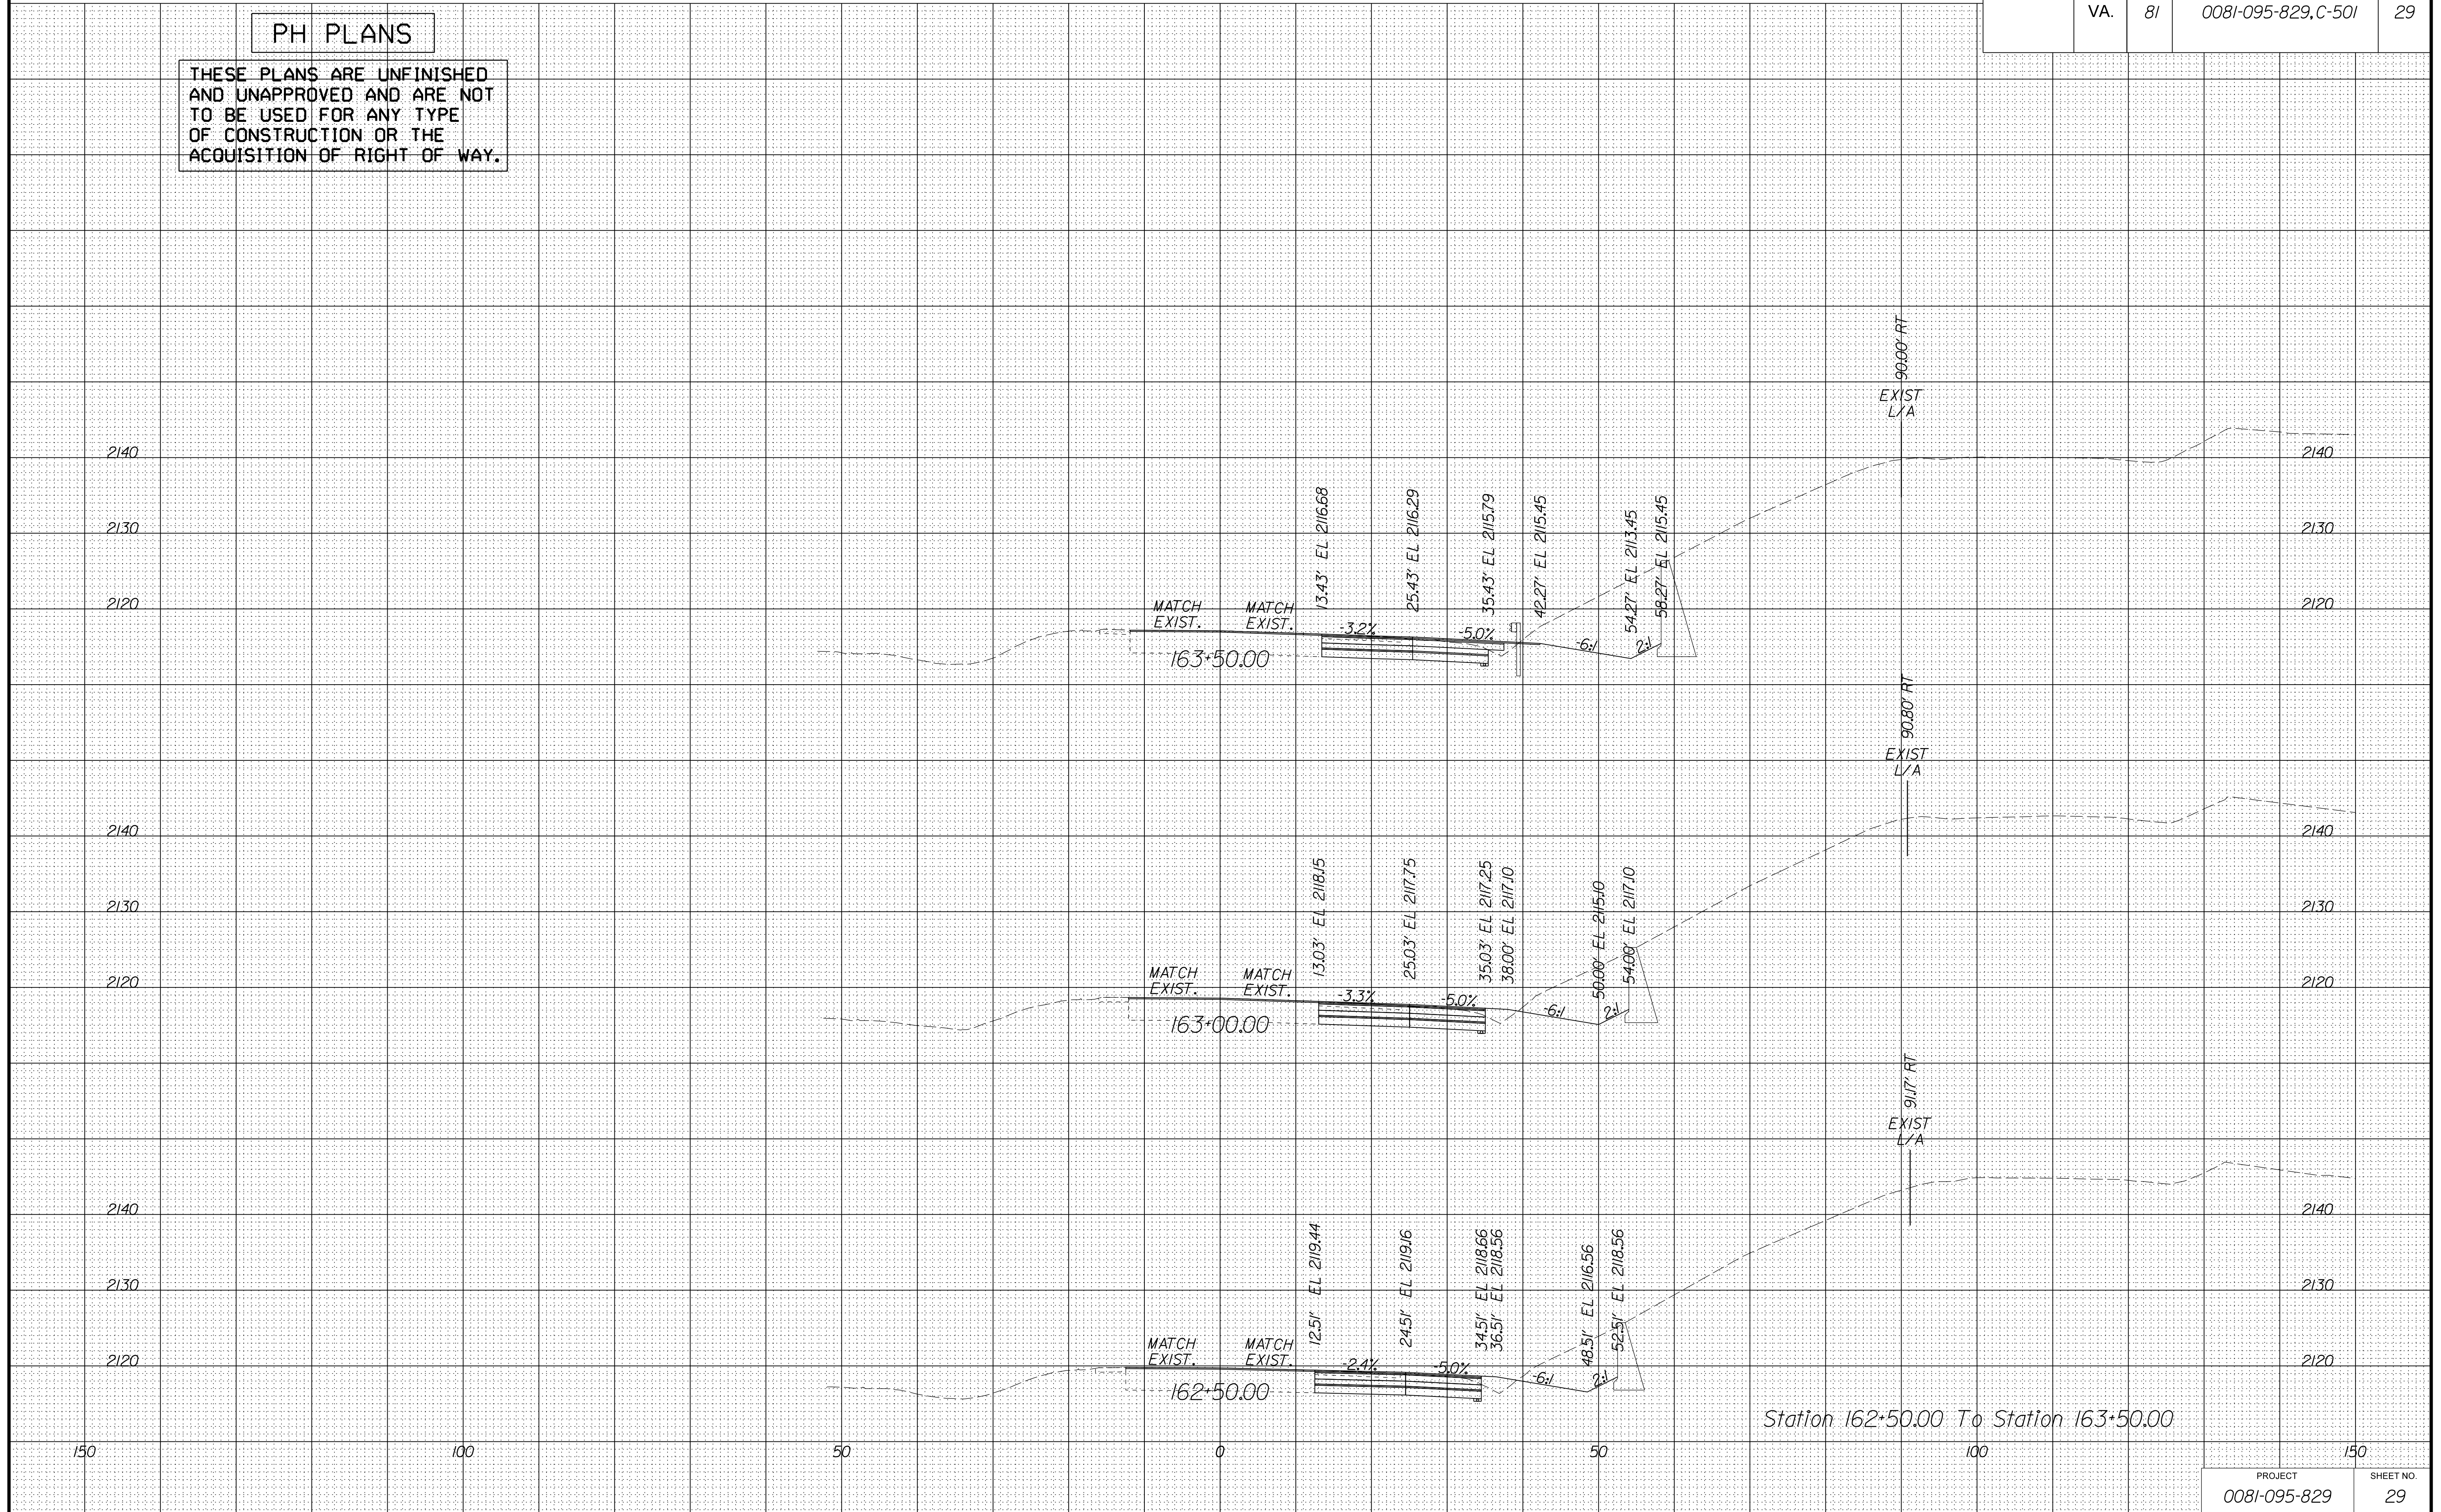 PH PLANS
THESE PLANS ARE UNFINISHED
AND UNAPPROVED AND ARE NOT
TO BE USED FOR ANY TYPE
OF CONSTRUCTION OR THE
ACQUISITION OF RIGHT OF WAY.
VA. 81 0081-095-829, C-501 29
90.00' RT
EXIST
L/A
2140 2140
2130 2130
2120 2120
13.43' EL 2116.68
25.43' EL 2116.29
35.43' EL 2115.79
42.27' EL 2115.45
54.27' EL 2113.45
58.27' EL 2115.45
MATCH
EXIST.
MATCH
EXIST.
-3.2% -5.0% -6:1 2:1
163+50.00
90.80' RT
EXIST
L/A
2140 2140
2130 2130
2120 2120
13.03' EL 2118.15
25.03' EL 2117.75
35.03' EL 2117.25
38.00' EL 2117.10
50.00' EL 2115.10
54.00' EL 2117.10
MATCH
EXIST.
MATCH
EXIST.
-3.3% -5.0% -6:1 2:1
163+00.00
91.17' RT
EXIST
L/A
2140 2140
2130 2130
2120 2120
12.51' EL 2119.44
24.51' EL 2119.16
34.51' EL 2118.66
36.51' EL 2118.56
48.51' EL 2116.56
52.51' EL 2118.56
MATCH
EXIST.
MATCH
EXIST.
-2.4% -5.0% -6:1 2:1
162+50.00
Station 162+50.00 To Station 163+50.00
150 100 50 0 50 100 150
PROJECT SHEET NO.
0081-095-829 29